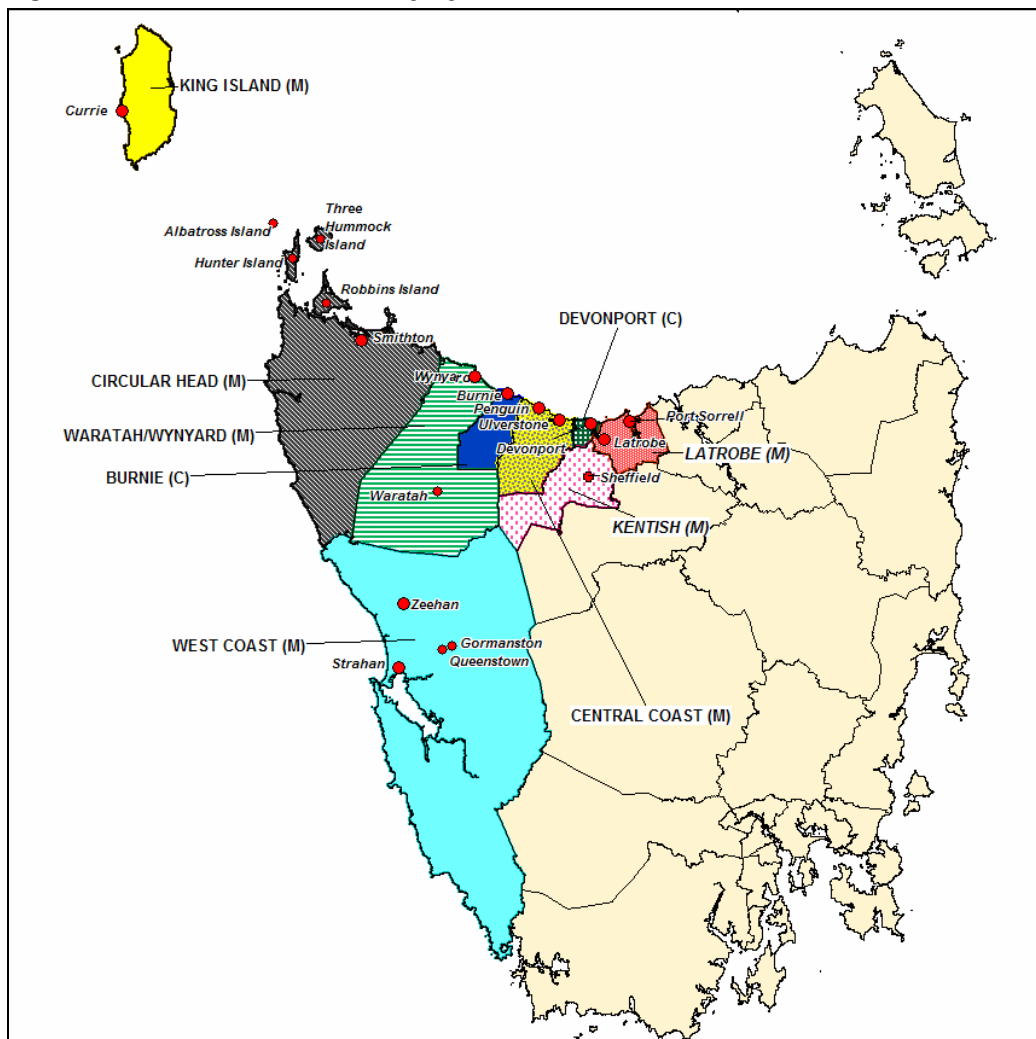 KING ISLAND (M)
Currie
Three
Hummock
Island
Albatross Island
Hunter Island
Robbins Island
DEVONPORT (C)
Smithton
CIRCULAR HEAD (M)
Wynyard
Burnie
Penguin
Port Sorrell
Ulverstone
WARATAH/WYNYARD (M)
Devonport
Latrobe
LATROBE (M)
BURNIE (C)
Sheffield
Waratah
KENTISH (M)
Zeehan
WEST COAST (M)
Gormanston
Queenstown
Strahan
CENTRAL COAST (M)